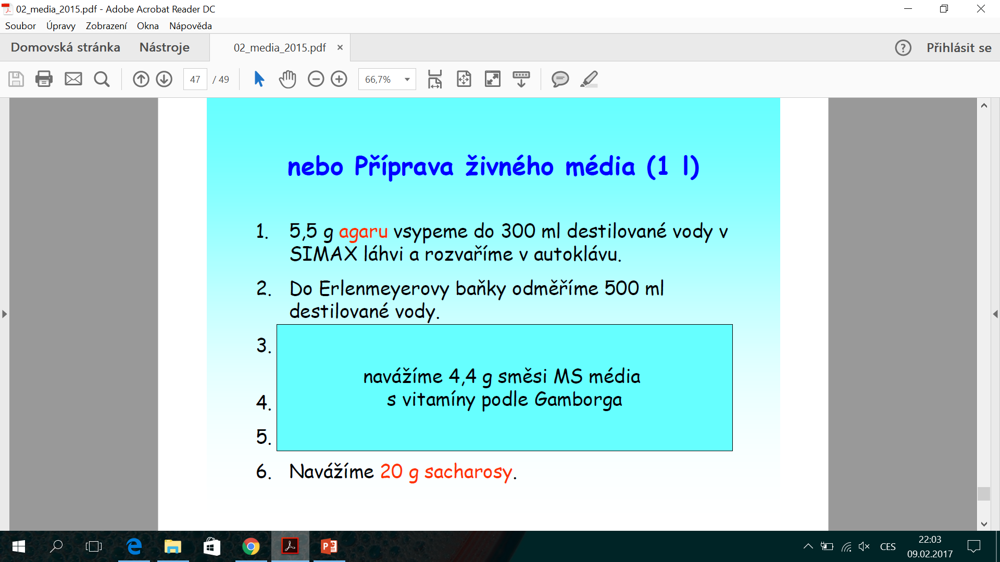 02_media_2015.pdf - Adobe Acrobat Reader DC
Soubor Úpravy Zobrazení Okna Nápověda
Domovská stránka Nástroje 02_media_2015.pdf × ? Přihlásit se
47 / 49 66,7%
nebo Příprava živného média (1 l)
1. 5,5 g agaru vsypeme do 300 ml destilované vody v
SIMAX láhvi a rozvaříme v autoklávu.
2. Do Erlenmeyerovy baňky odměříme 500 ml
destilované vody.
3.
navážíme 4,4 g směsi MS média
s vitamíny podle Gamborga
4.
5.
6. Navážíme 20 g sacharosy.
CES
22:03
09.02.2017